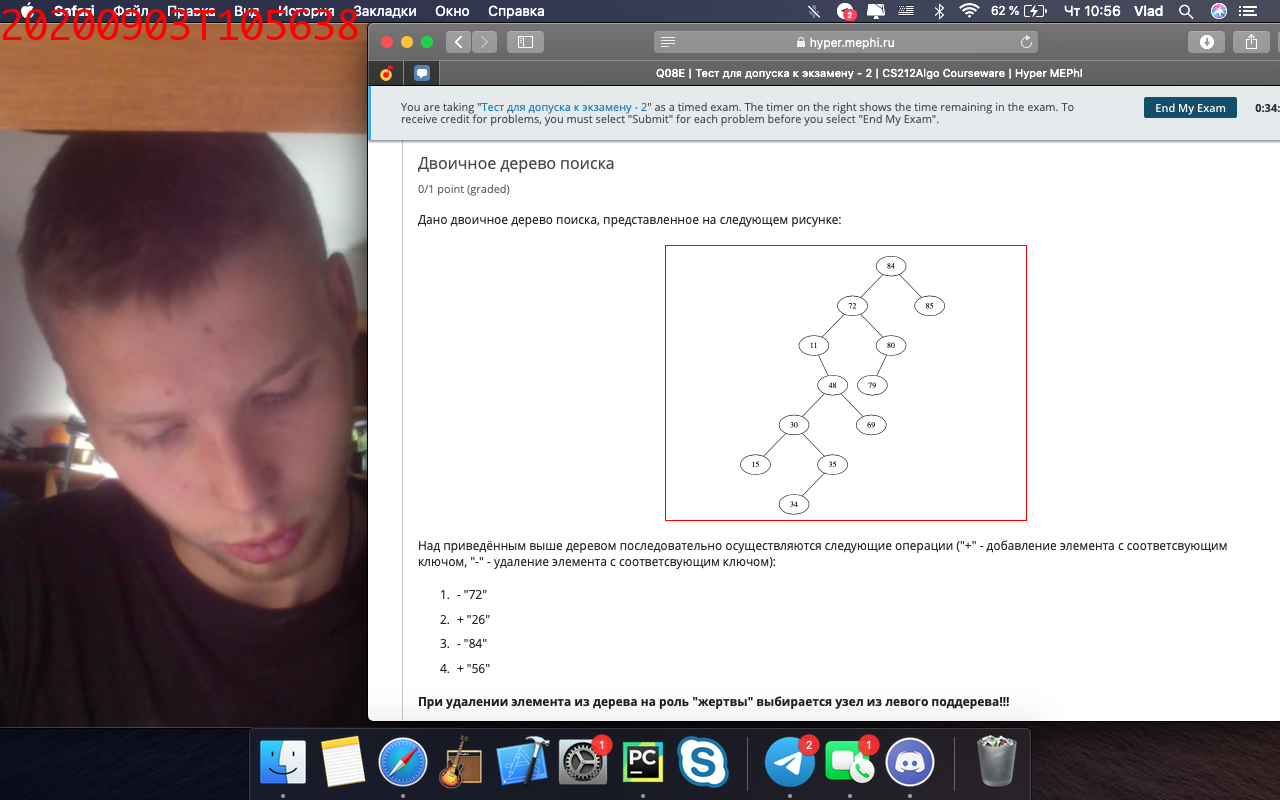 20200903T105638
Safari Файл Правка Вид История Закладки Окно Справка
2
62 % Чт 10:56 Vlad
hyper.mephi.ru
Q08E | Тест для допуска к экзамену - 2 | CS212Algo Courseware | Hyper MEPhI
You are taking "Тест для допуска к экзамену - 2" as a timed exam. The timer on the right shows the time remaining in the exam. To
receive credit for problems, you must select "Submit" for each problem before you select "End My Exam".
End My Exam
0:34:
Двоичное дерево поиска
0/1 point (graded)
Дано двоичное дерево поиска, представленное на следующем рисунке:
84
72 85
11 80
48 79
30 69
15 35
34
Над приведённым выше деревом последовательно осуществляются следующие операции ("+" - добавление элемента с соответсвующим
ключом, "-" - удаление элемента с соответсвующим ключом):
1. - "72"
2. + "26"
3. - "84"
4. + "56"
При удалении элемента из дерева на роль "жертвы" выбирается узел из левого поддерева!!!
1
PC
2
1